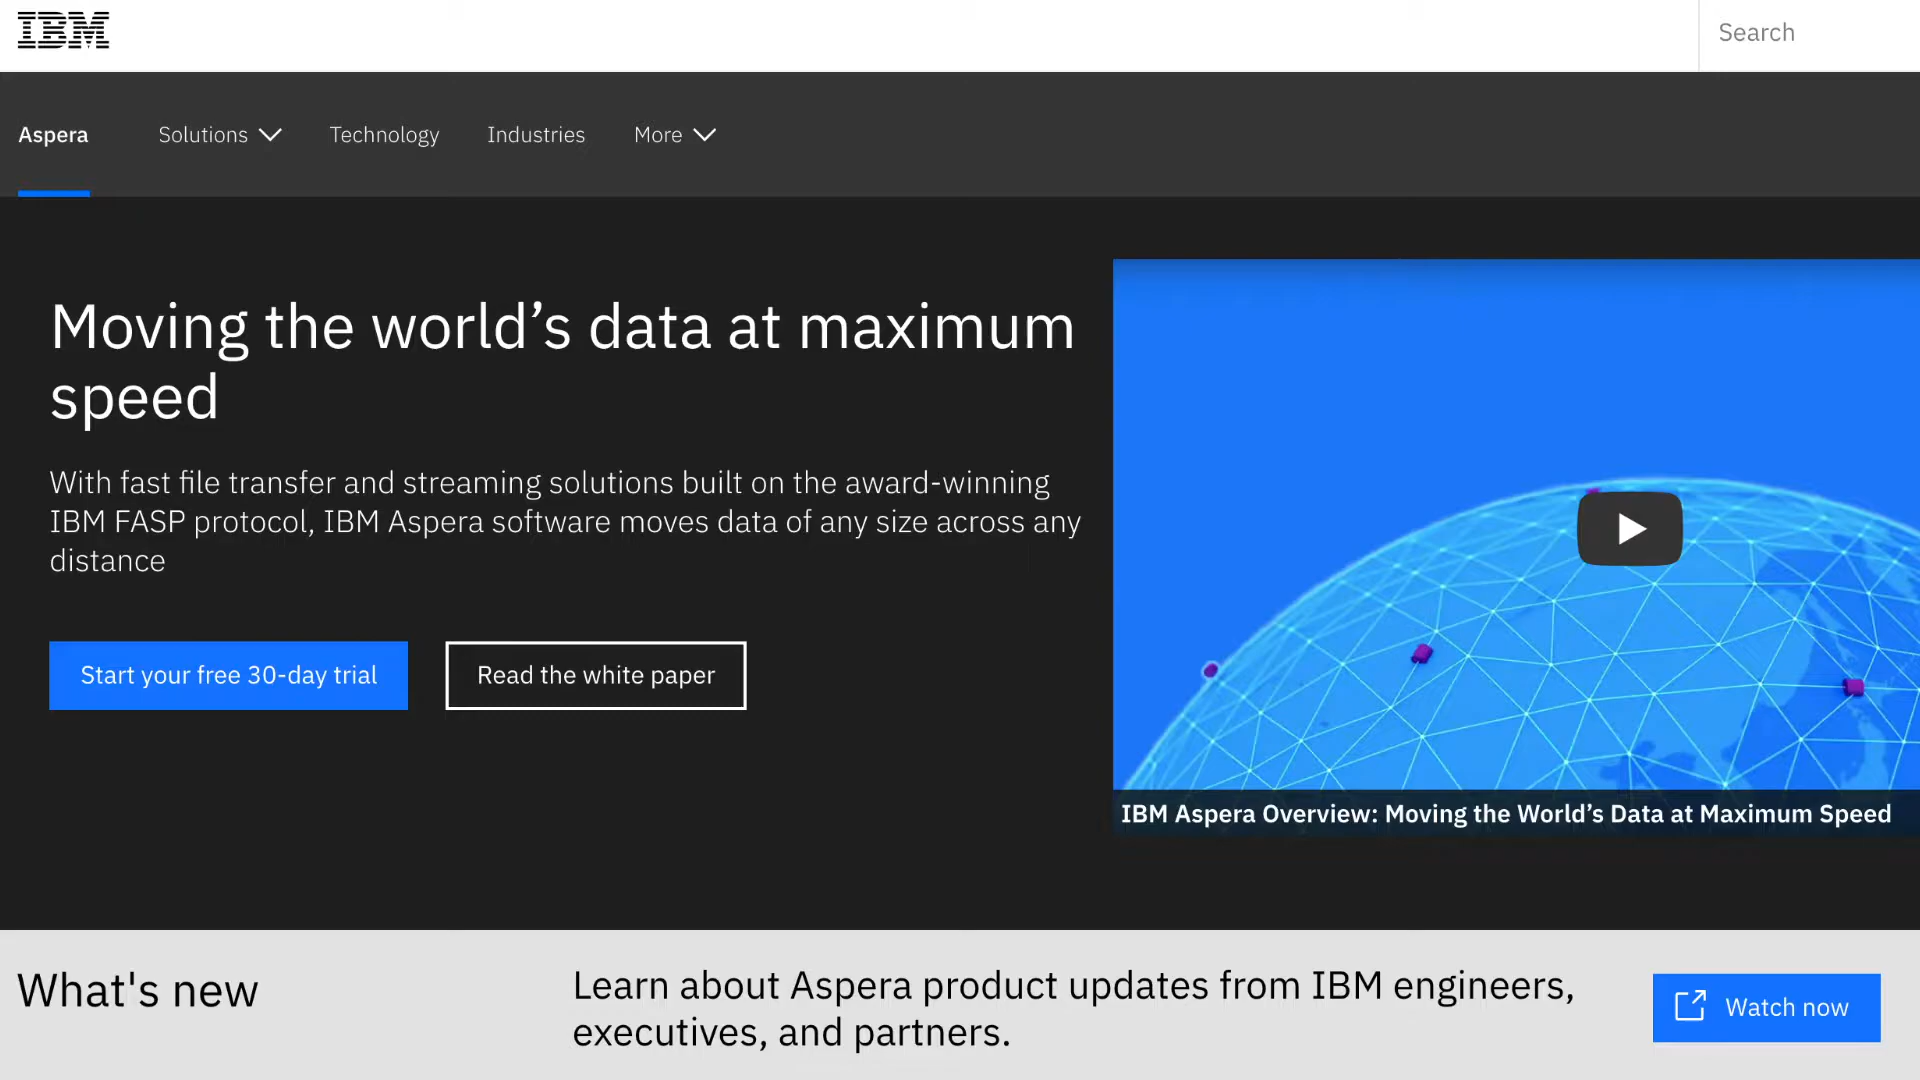 IBM
Search
Aspera
Solutions
Technology
Industries
More
Moving the world’s data at maximum
speed
With fast file transfer and streaming solutions built on the award-winning
IBM FASP protocol, IBM Aspera software moves data of any size across any
distance
Start your free 30-day trial
Read the white paper
IBM Aspera Overview: Moving the World’s Data at Maximum Speed
What's new
Learn about Aspera product updates from IBM engineers,
executives, and partners.
Watch now